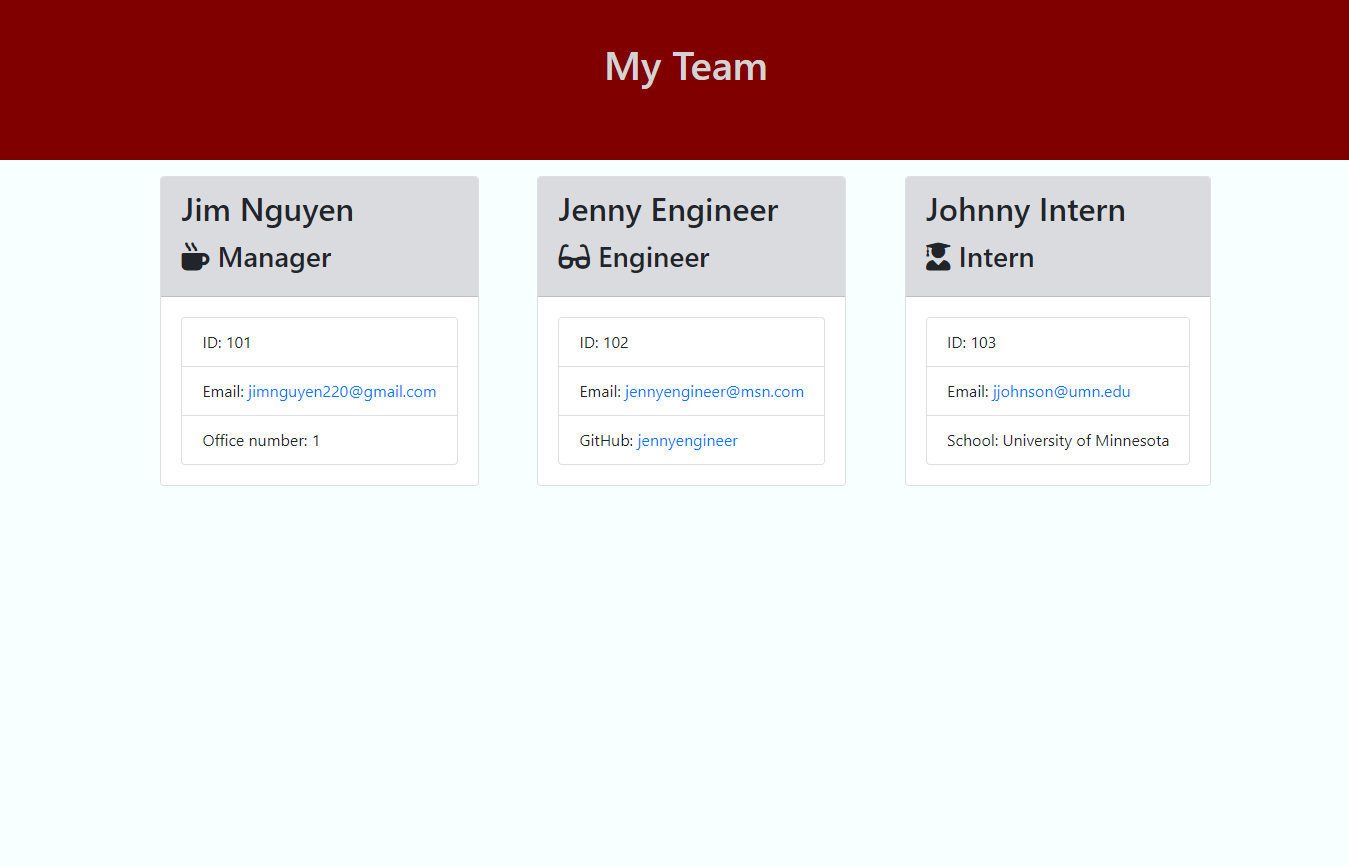 My Team
Jim Nguyen
Manager
ID: 101
Email: jimnguyen220@gmail.com
Office number: 1
Jenny Engineer
Engineer
ID: 102
Email: jennyengineer@msn.com
GitHub: jennyengineer
Johnny Intern
Intern
ID: 103
Email: jjohnson@umn.edu
School: University of Minnesota